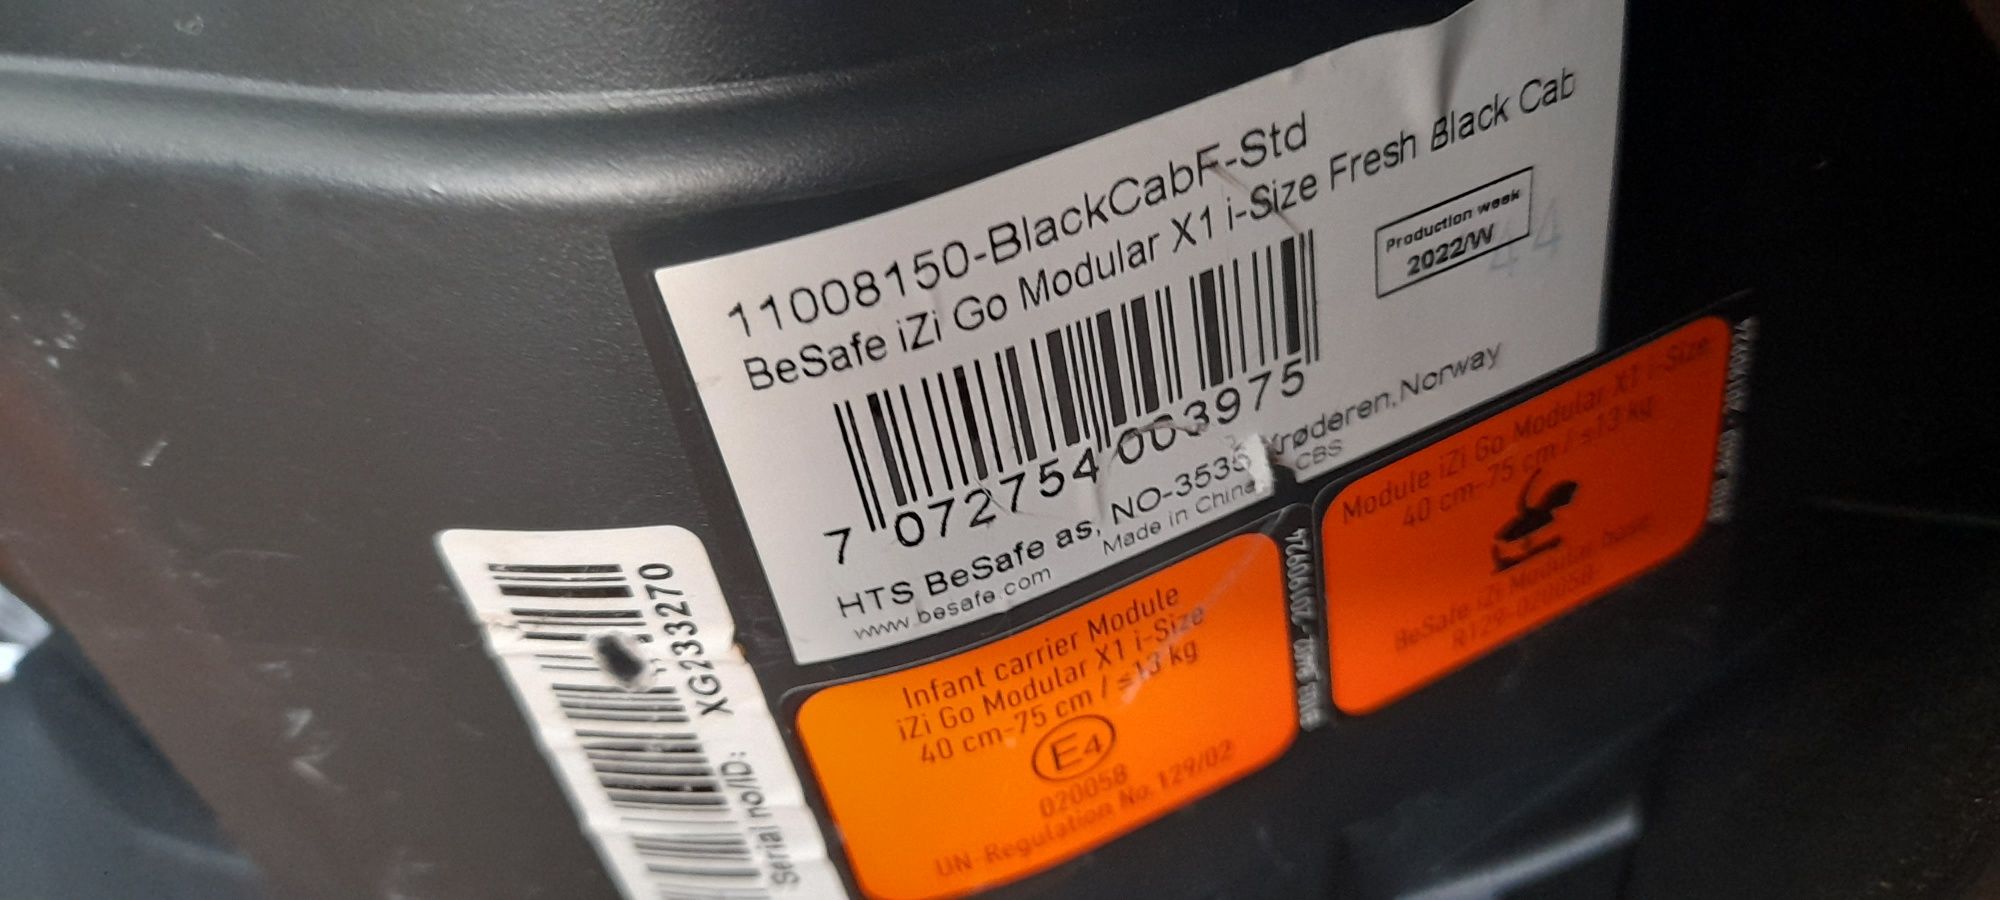 11008150-BlackCabF-Std
BeSafe iZi Go Modular X1 i-Size Fresh Black Cab
Production week
2022/W 44
7 072754 003975
HTS BeSafe as, NO-3535 Krøderen, Norway
www.besafe.com
Made in China
CBS
XG233270
Serial no/ID:
Infant carrier Module
iZi Go Modular X1 i-Size
40 cm-75 cm / ≤13 kg
E4
020058
UN Regulation No. 129/02
Module iZi Go Modular X1 i-Size
40 cm-75 cm / ≤13 kg
BeSafe iZi Modular base
R129-020058